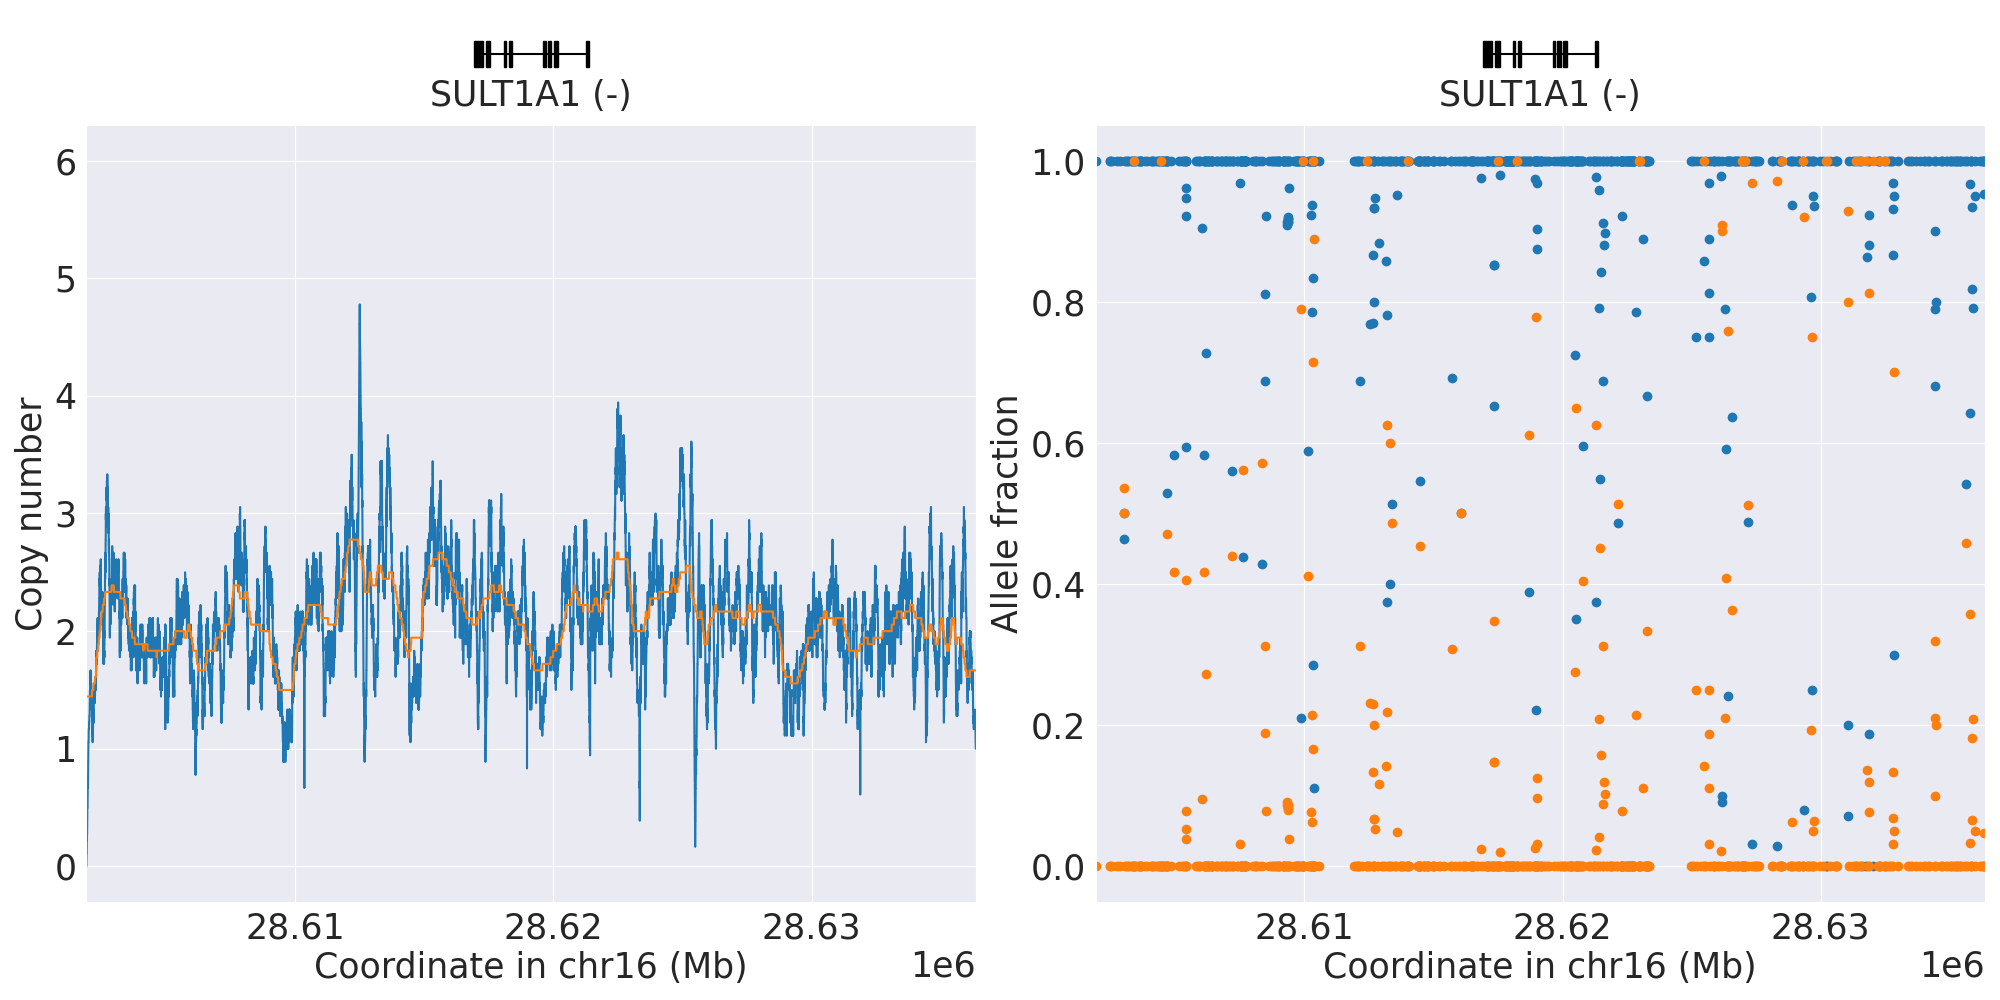 SULT1A1 (-)
6
5
4
3
2
1
0
Copy number
28.61
28.62
28.63
Coordinate in chr16 (Mb)
1e6
SULT1A1 (-)
1.0
0.8
0.6
0.4
0.2
0.0
Allele fraction
28.61
28.62
28.63
Coordinate in chr16 (Mb)
1e6